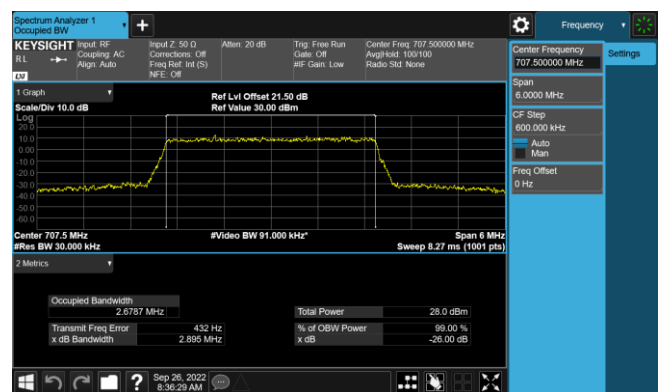 Spectrum Analyzer 1
Occupied BW
Frequency
KEYSIGHT
Input: RF
Coupling: AC
Align: Auto
Input Z: 50 Ω
Corrections: Off
Freq Ref: Int (S)
NFE: Off
Atten: 20 dB
Trig: Free Run
Gate: Off
#IF Gain: Low
Center Freq: 707.500000 MHz
Avg|Hold: 100/100
Radio Std: None
RL
LW
Center Frequency
707.500000 MHz
Settings
Span
6.0000 MHz
CF Step
600.000 kHz
Auto
Man
Freq Offset
0 Hz
1 Graph
Scale/Div 10.0 dB
Ref Lvl Offset 21.50 dB
Ref Value 30.00 dBm
Log
20.0
10.0
0.00
-10.0
-20.0
-30.0
-40.0
-50.0
-60.0
Center 707.5 MHz
#Video BW 91.000 kHz*
Span 6 MHz
#Res BW 30.000 kHz
Sweep 8.27 ms (1001 pts)
2 Metrics
Occupied Bandwidth
2.6787 MHz
Total Power
28.0 dBm
Transmit Freq Error
432 Hz
% of OBW Power
99.00 %
x dB Bandwidth
2.895 MHz
x dB
-26.00 dB
Sep 26, 2022
8:36:29 AM